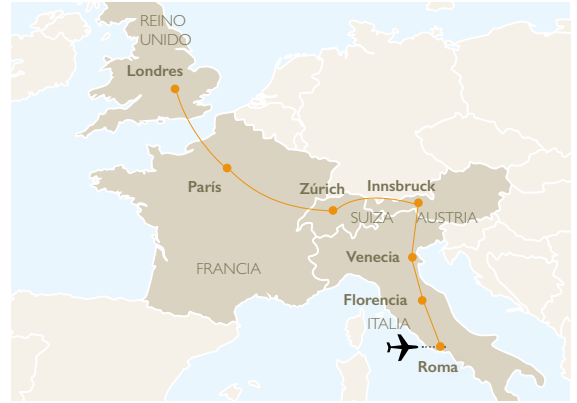 REINO
UNIDO
Londres
París
Zúrich
Innsbruck
SUIZA
AUSTRIA
Venecia
FRANCIA
Florencia
ITALIA
Roma